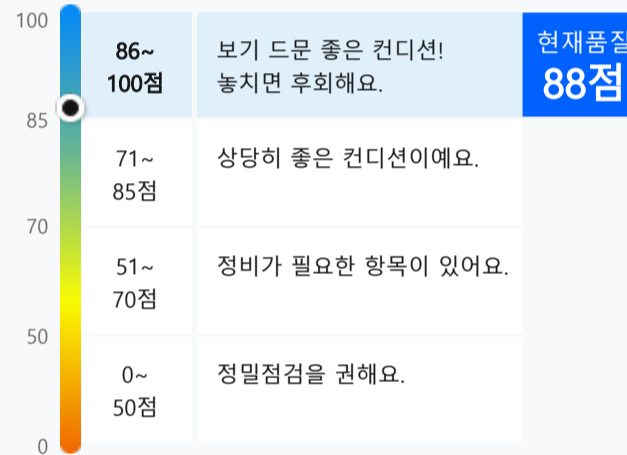 100
86~
100점
보기 드문 좋은 컨디션!
놓치면 후회해요.
현재품질
88점
85
71~
85점
상당히 좋은 컨디션이예요.
70
51~
70점
정비가 필요한 항목이 있어요.
50
0~
50점
정밀점검을 권해요.
0